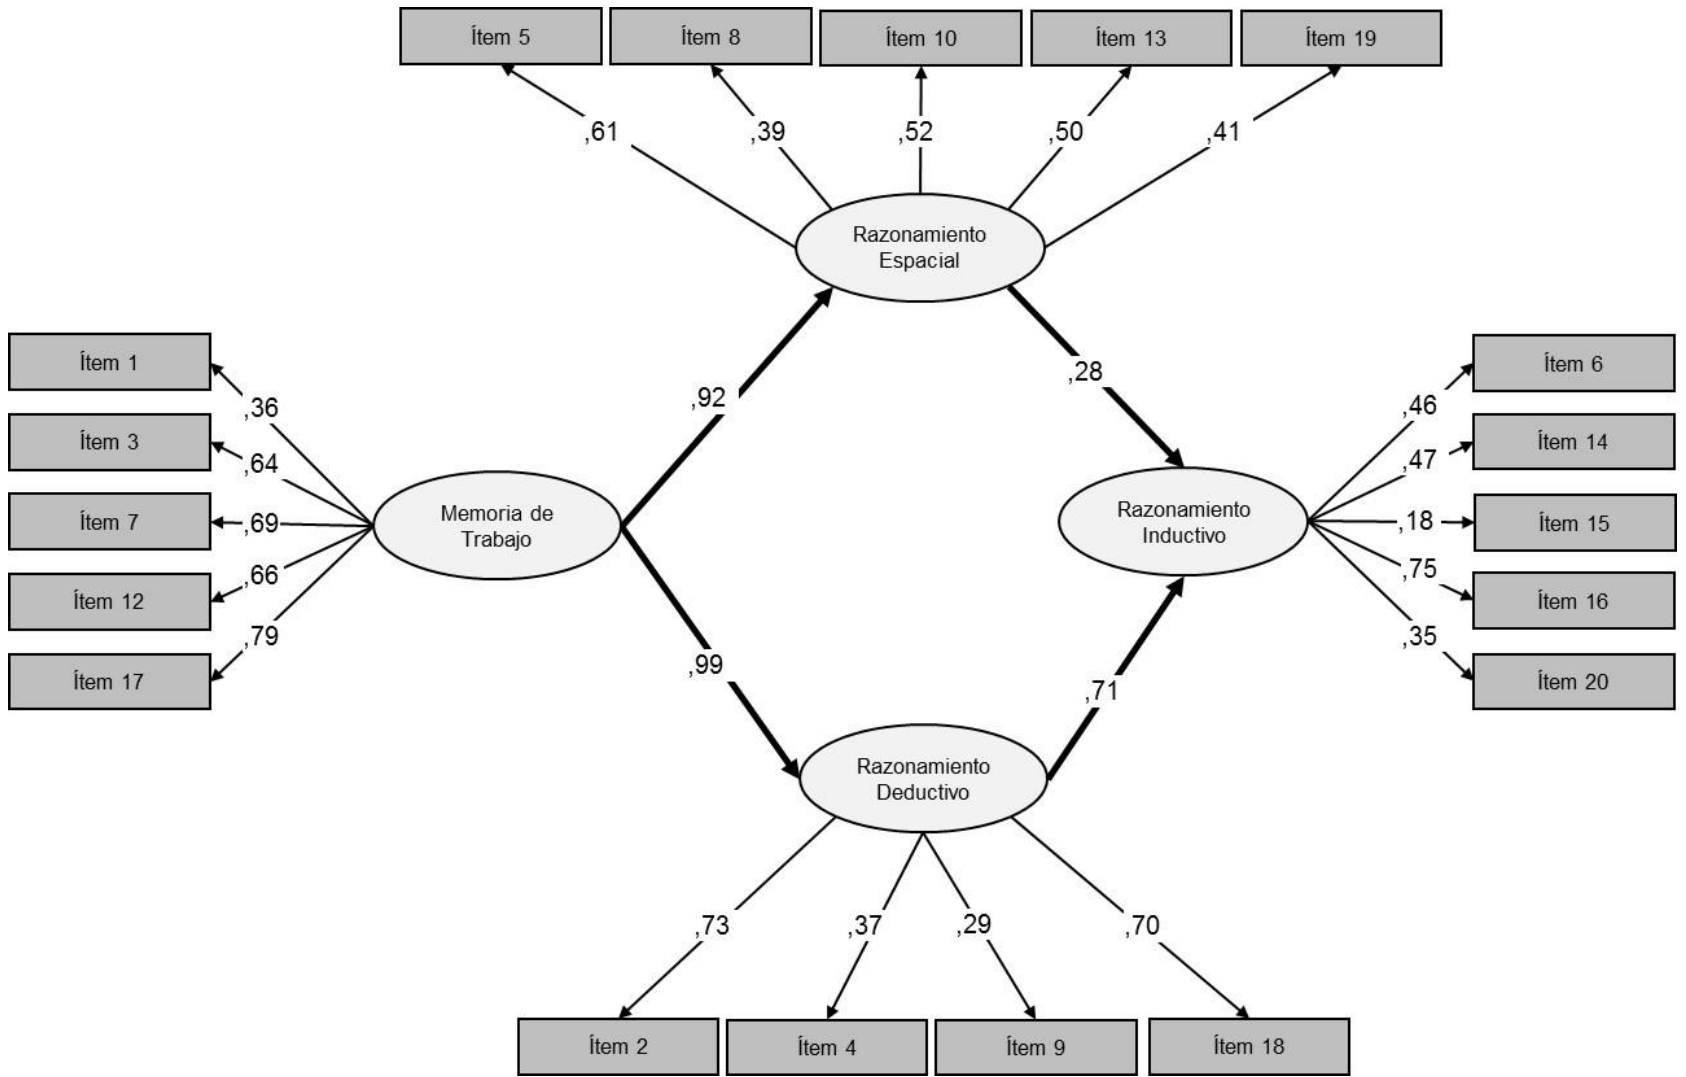 Ítem 5
Ítem 8
Ítem 10
Ítem 13
Ítem 19
,61
,39
,52
,50
,41
Razonamiento
Espacial
Ítem 1
Ítem 3
Ítem 7
Ítem 12
Ítem 17
,36
,64
,69
,66
,79
Memoria de
Trabajo
,92
,99
,28
,71
Razonamiento
Inductivo
,46
,47
,18
,75
,35
Ítem 6
Ítem 14
Ítem 15
Ítem 16
Ítem 20
Razonamiento
Deductivo
,73
,37
,29
,70
Ítem 2
Ítem 4
Ítem 9
Ítem 18